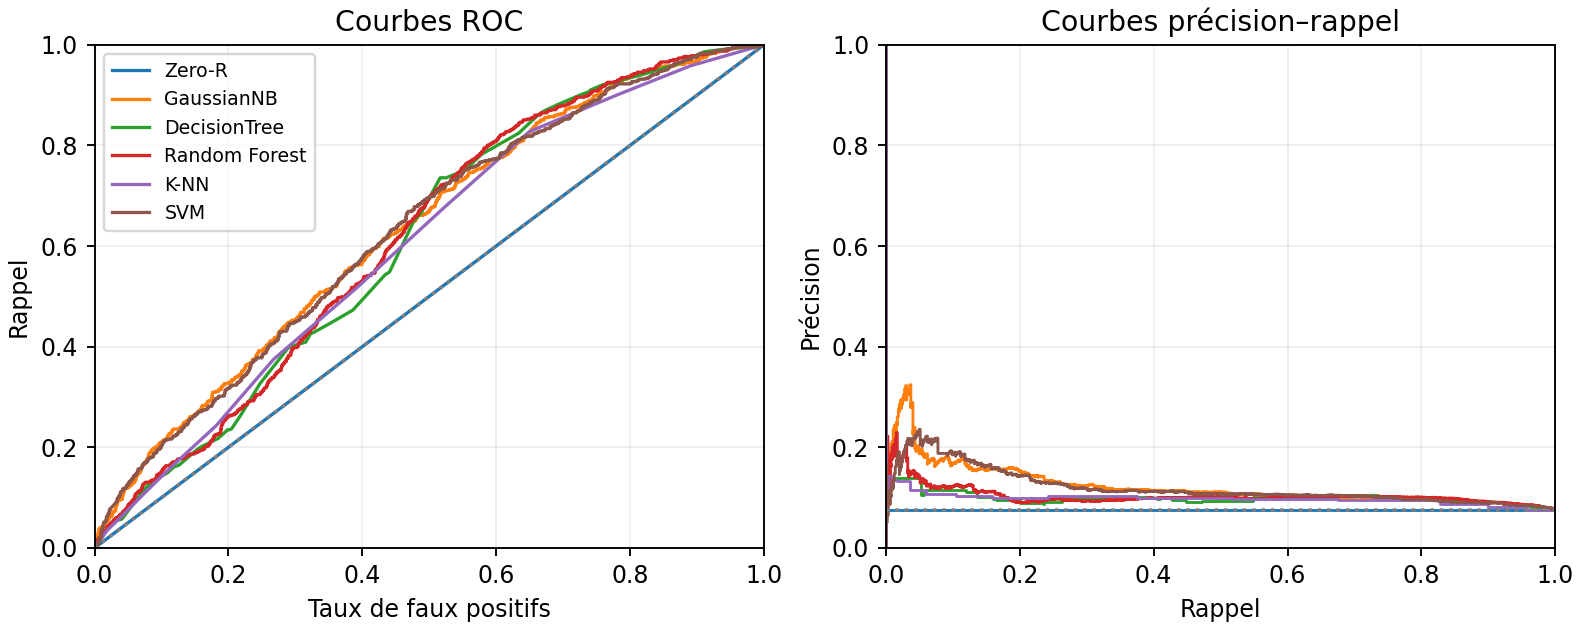 Courbes ROC
1.0
0.8
0.6
0.4
0.2
0.0
Rappel
Zero-R
GaussianNB
DecisionTree
Random Forest
K-NN
SVM
0.0 0.2 0.4 0.6 0.8 1.0
Taux de faux positifs
Courbes précision–rappel
1.0
0.8
0.6
0.4
0.2
0.0
Précision
0.0 0.2 0.4 0.6 0.8 1.0
Rappel